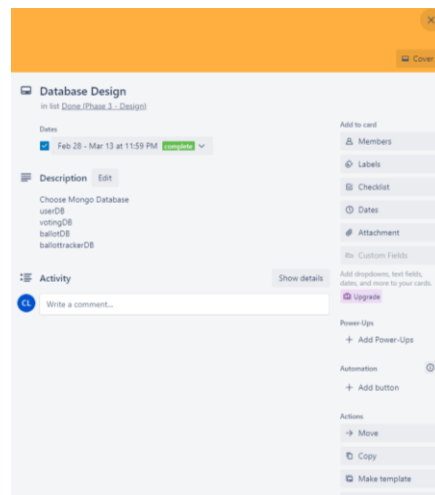 Cover
Database Design
in list Done (Phase 3 - Design)
Dates
Feb 28 - Mar 13 at 11:59 PM complete
Description Edit
Choose Mongo Database
userDB
votingDB
ballotDB
ballottrackerDB
Activity Show details
CL Write a comment...
Add to card
Members
Labels
Checklist
Dates
Attachment
Custom Fields
Add dropdowns, text fields,
dates, and more to your cards.
Upgrade
Power-Ups
+ Add Power-Ups
Automation
+ Add button
Actions
Move
Copy
Make template